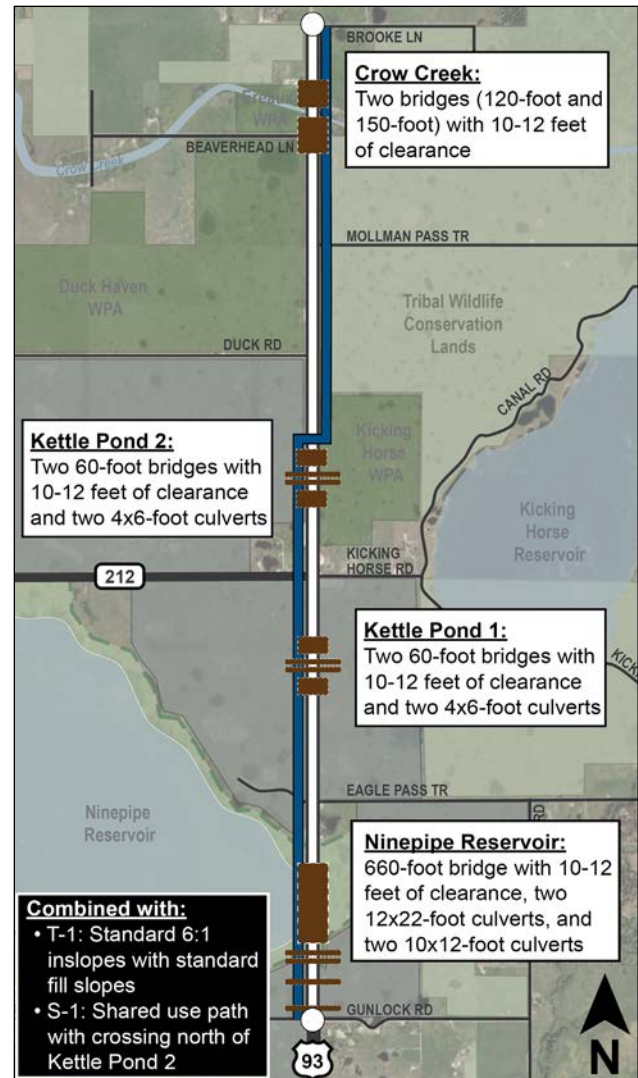 BROOKE LN
Crow Creek:
Two bridges (120-foot and
150-foot) with 10-12 feet
of clearance
Ereaux
WPA
BEAVERHEAD LN
Crow Creek
MOLLMAN PASS TR
Duck Haven
WPA
Tribal Wildlife
Conservation
Lands
DUCK RD
CANAL RD
Kettle Pond 2:
Two 60-foot bridges with
10-12 feet of clearance
and two 4x6-foot culverts
Kicking
Horse
WPA
Kicking
Horse
Reservoir
KICKING
HORSE RD
212
Kettle Pond 1:
Two 60-foot bridges with
10-12 feet of clearance
and two 4x6-foot culverts
KICK
EAGLE PASS TR
RD
Ninepipe
Reservoir
Ninepipe Reservoir:
660-foot bridge with 10-12
feet of clearance, two
12x22-foot culverts, and
two 10x12-foot culverts
Combined with:
• T-1: Standard 6:1
inslopes with standard
fill slopes
• S-1: Shared use path
with crossing north of
Kettle Pond 2
GUNLOCK RD
93
N